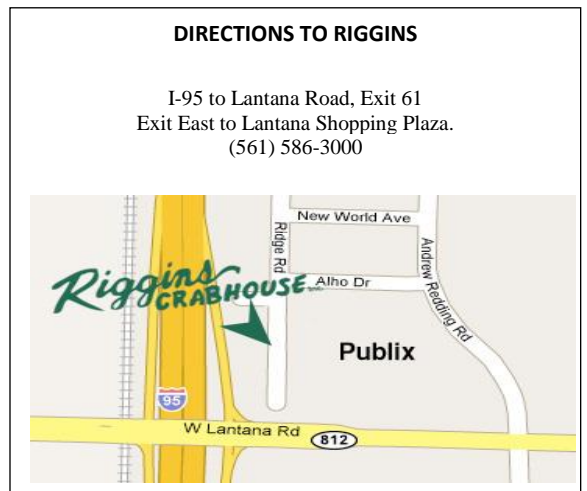 DIRECTIONS TO RIGGINS
I-95 to Lantana Road, Exit 61
Exit East to Lantana Shopping Plaza.
(561) 586-3000
New World Ave
Ridge Rd
Andrew Redding Rd
Riggins
CRABHOUSE
Alho Dr
Publix
95
W Lantana Rd
812